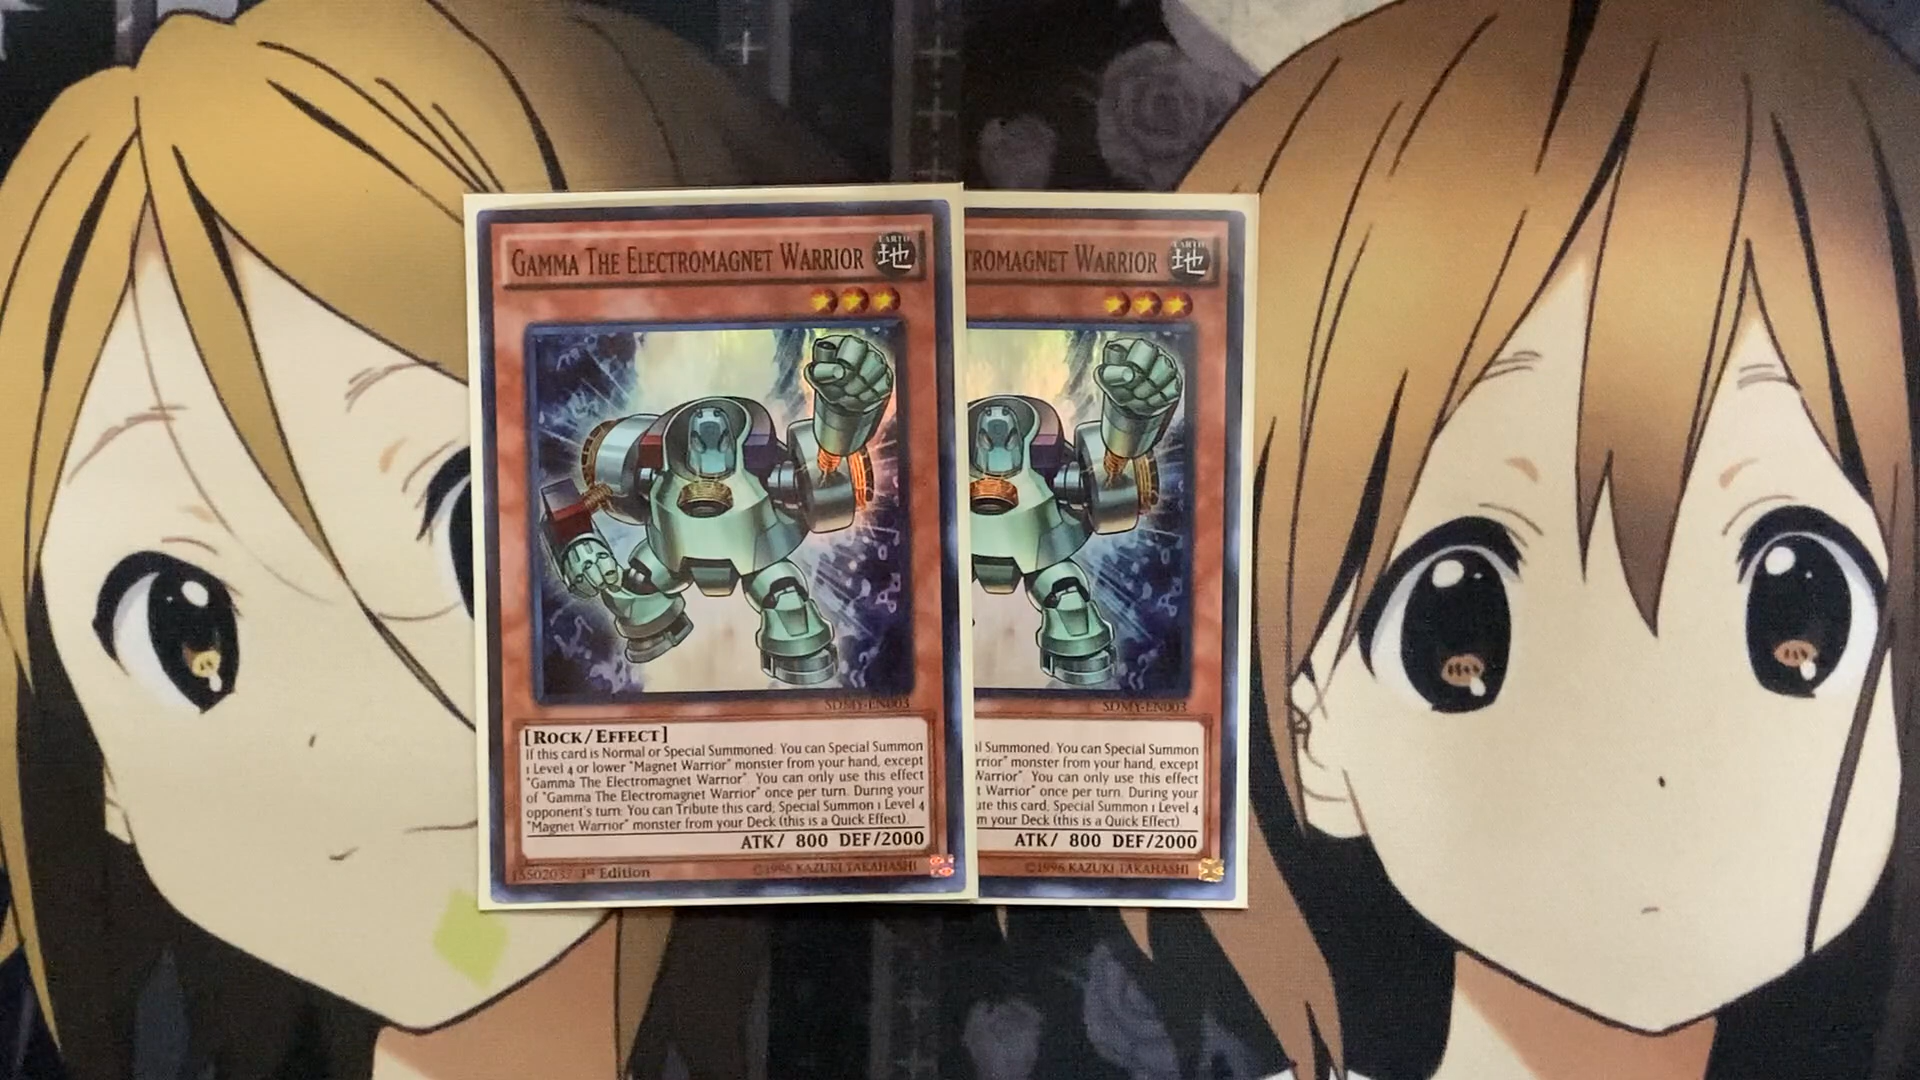 GAMMA THE ELECTROMAGNET WARRIOR
EARTH
地
SDMY-EN003
[ROCK/EFFECT]
If this card is Normal or Special Summoned: You can Special Summon
1 Level 4 or lower "Magnet Warrior" monster from your hand, except
"Gamma The Electromagnet Warrior". You can only use this effect
of "Gamma The Electromagnet Warrior" once per turn. During your
opponent's turn: You can Tribute this card; Special Summon 1 Level 4
"Magnet Warrior" monster from your Deck (this is a Quick Effect).
ATK/ 800 DEF/2000
1st Edition
©1996 KAZUKI TAKAHASHI
TROMAGNET WARRIOR
EARTH
地
SDMY-EN003
l Summoned: You can Special Summon
rrior" monster from your hand, except
Warrior". You can only use this effect
t Warrior" once per turn. During your
ute this card; Special Summon 1 Level 4
m your Deck (this is a Quick Effect).
ATK/ 800 DEF/2000
©1996 KAZUKI TAKAHASHI